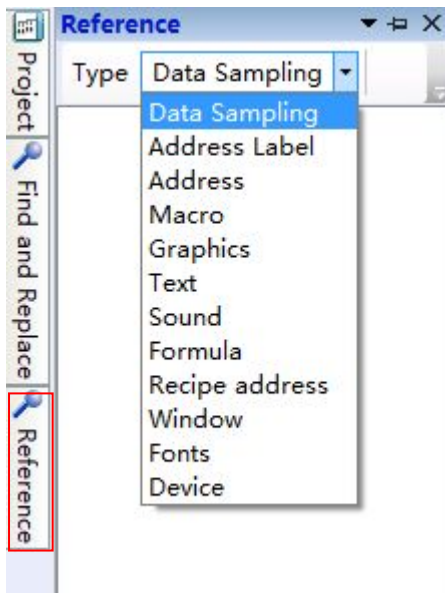 Reference
Type Data Sampling
Data Sampling
Address Label
Address
Macro
Graphics
Text
Sound
Formula
Recipe address
Window
Fonts
Device
Project
Find and Replace
Reference